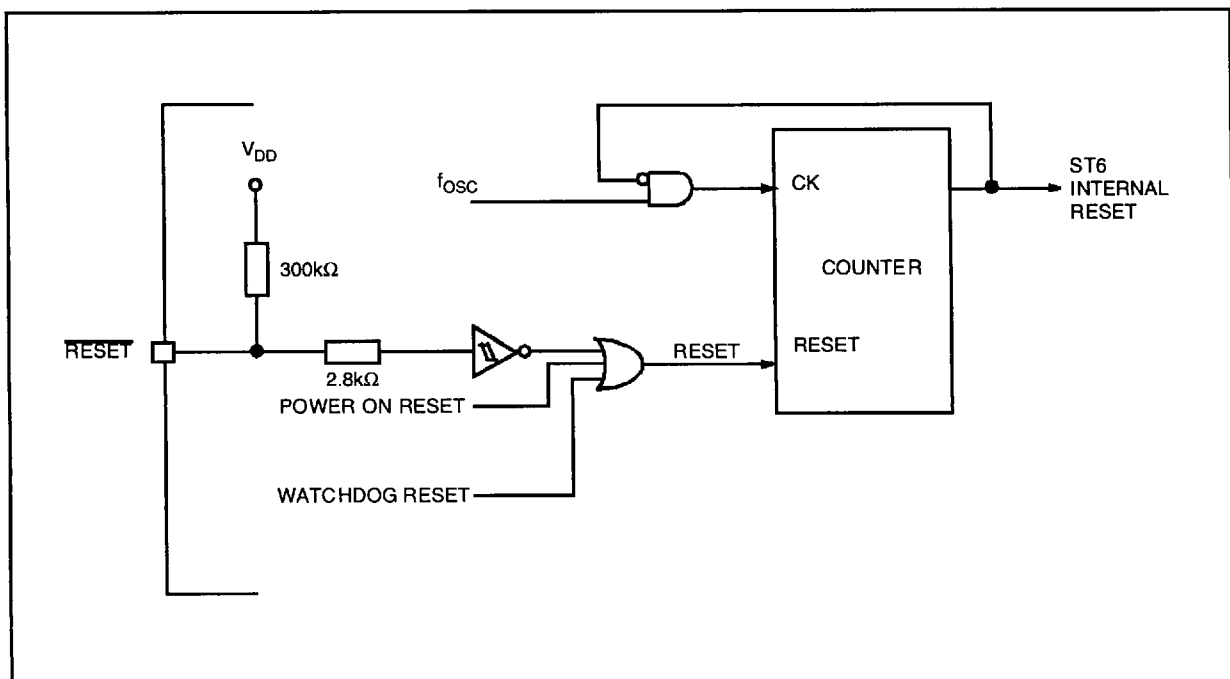 V_DD
300kΩ
RESET
2.8kΩ
POWER ON RESET
WATCHDOG RESET
f_OSC
RESET
CK
COUNTER
RESET
ST6
INTERNAL
RESET